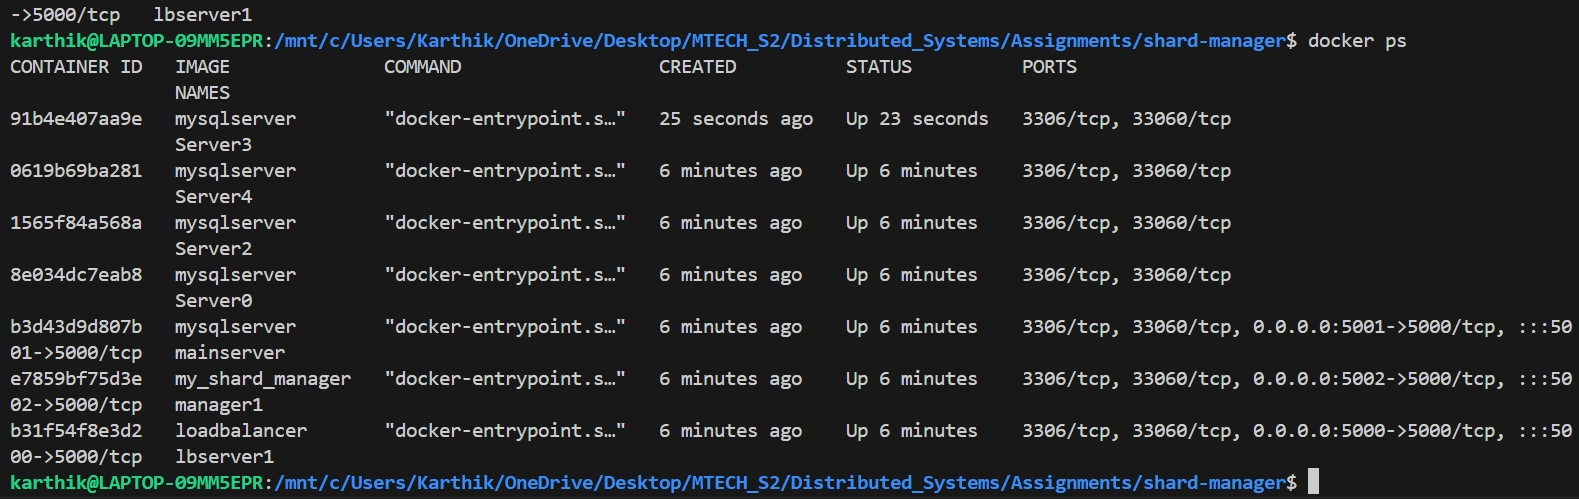 ->5000/tcp   lbserver1
karthik@LAPTOP-09MM5EPR:/mnt/c/Users/Karthik/OneDrive/Desktop/MTECH_S2/Distributed_Systems/Assignments/shard-manager$ docker ps
CONTAINER ID   IMAGE              COMMAND                  CREATED          STATUS          PORTS
               NAMES
91b4e407aa9e   mysqlserver        "docker-entrypoint.s…"   25 seconds ago   Up 23 seconds   3306/tcp, 33060/tcp
               Server3
0619b69ba281   mysqlserver        "docker-entrypoint.s…"   6 minutes ago    Up 6 minutes    3306/tcp, 33060/tcp
               Server4
1565f84a568a   mysqlserver        "docker-entrypoint.s…"   6 minutes ago    Up 6 minutes    3306/tcp, 33060/tcp
               Server2
8e034dc7eab8   mysqlserver        "docker-entrypoint.s…"   6 minutes ago    Up 6 minutes    3306/tcp, 33060/tcp
               Server0
b3d43d9d807b   mysqlserver        "docker-entrypoint.s…"   6 minutes ago    Up 6 minutes    3306/tcp, 33060/tcp, 0.0.0.0:5001->5000/tcp, :::50
01->5000/tcp   mainserver
e7859bf75d3e   my_shard_manager   "docker-entrypoint.s…"   6 minutes ago    Up 6 minutes    3306/tcp, 33060/tcp, 0.0.0.0:5002->5000/tcp, :::50
02->5000/tcp   manager1
b31f54f8e3d2   loadbalancer       "docker-entrypoint.s…"   6 minutes ago    Up 6 minutes    3306/tcp, 33060/tcp, 0.0.0.0:5000->5000/tcp, :::50
00->5000/tcp   lbserver1
karthik@LAPTOP-09MM5EPR:/mnt/c/Users/Karthik/OneDrive/Desktop/MTECH_S2/Distributed_Systems/Assignments/shard-manager$